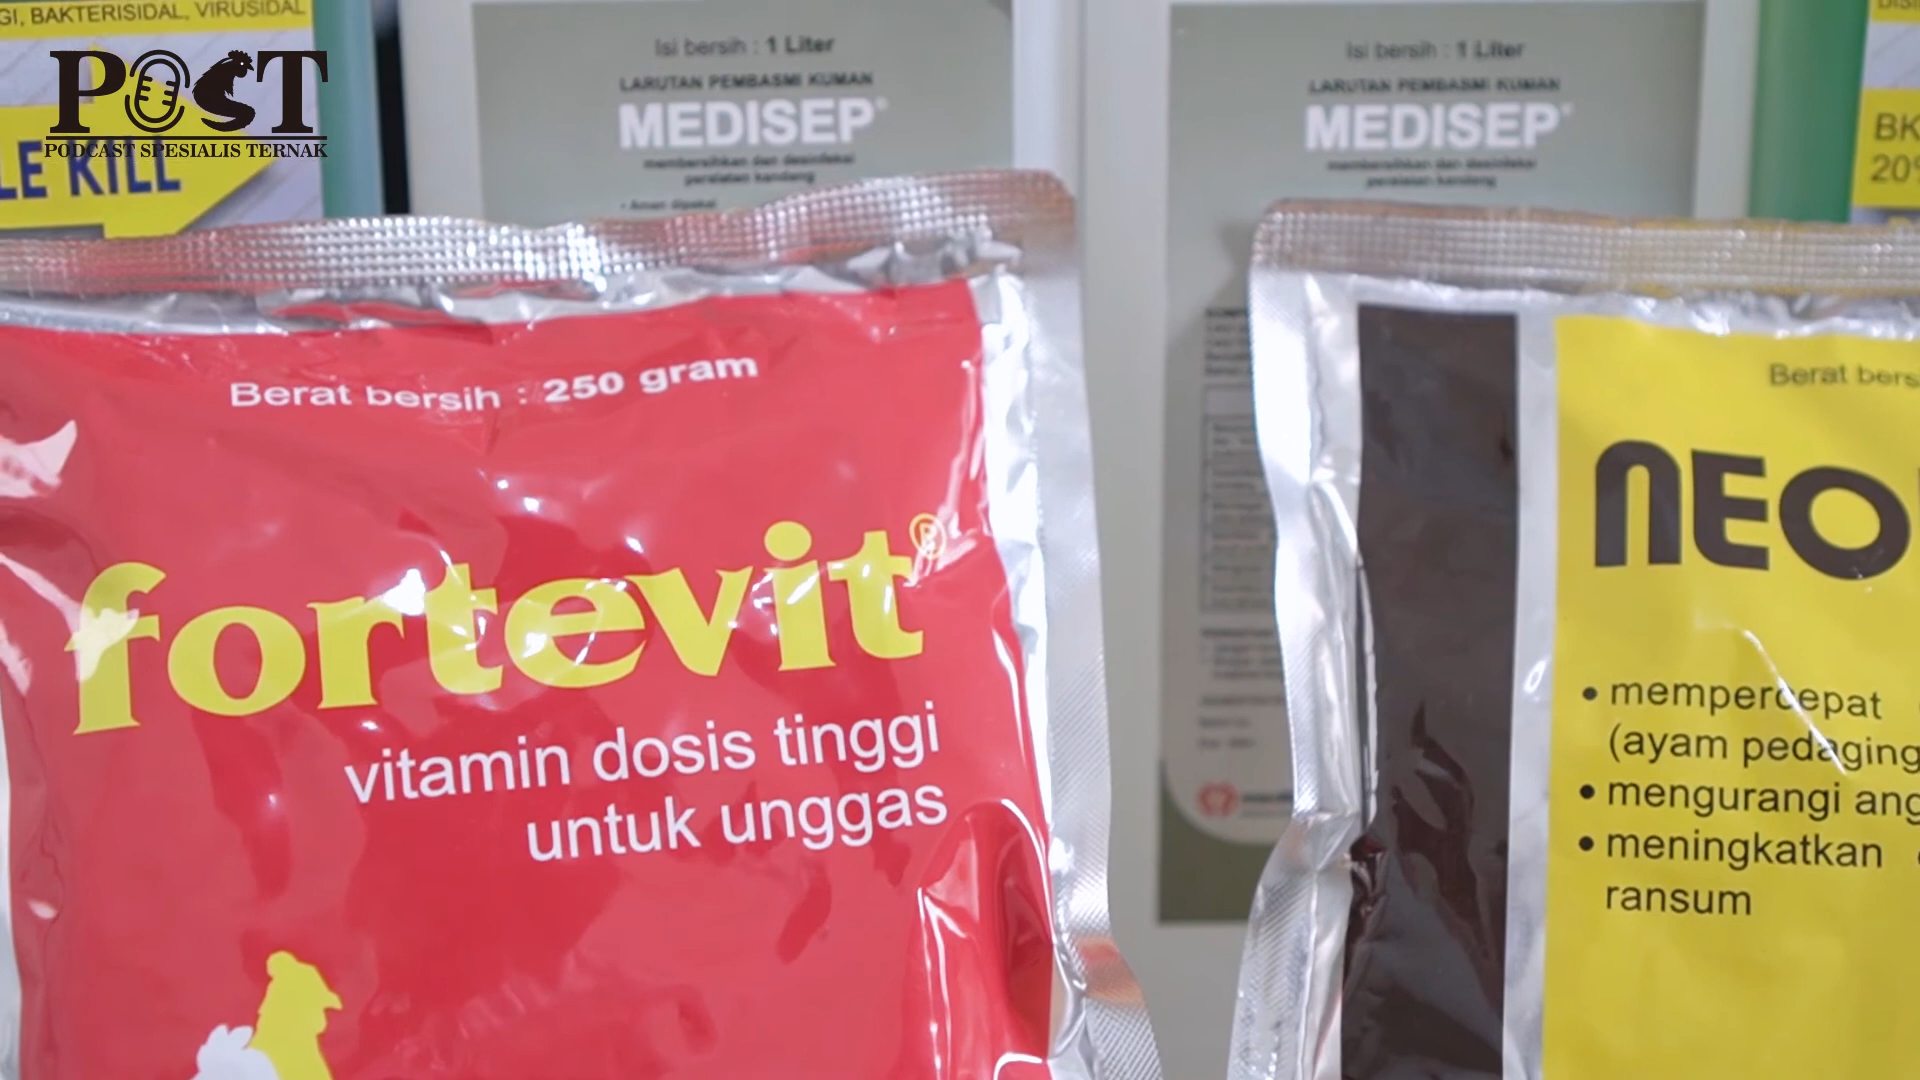 GI, BAKTERISIDAL, VIRUSIDAL
POST
PODCAST SPESIALIS TERNAK
LE KILL
Isi bersih : 1 Liter
LARUTAN PEMBASMI KUMAN
MEDISEP®
membersihkan dan desinfeksi
peralatan kandang
• Aman dipakai
Isi bersih : 1 Liter
LARUTAN PEMBASMI KUMAN
MEDISEP®
membersihkan dan desinfeksi
peralatan kandang
BK
20%
Berat bersih : 250 gram
fortevit®
vitamin dosis tinggi
untuk unggas
Berat bers
NEO
• mempercepat
(ayam pedaging
• mengurangi ang
• meningkatkan
ransum